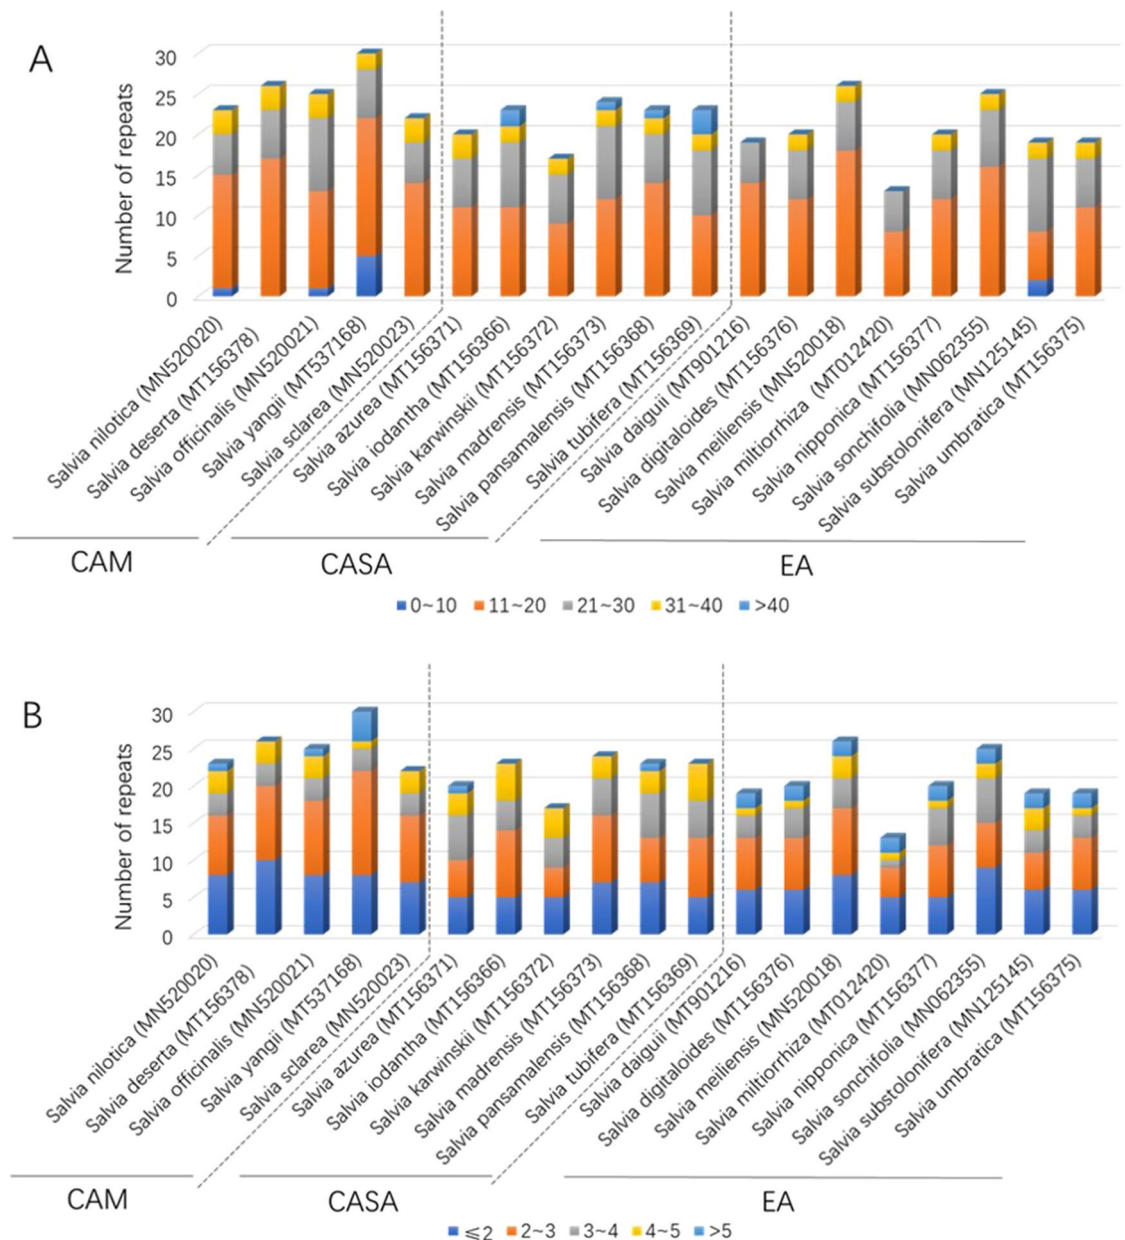 A
Number of repeats
30
25
20
15
10
5
0
Salvia nilotica (MN520020)
Salvia deserta (MT156378)
Salvia officinalis (MN520021)
Salvia yangii (MT537168)
Salvia sclarea (MN520023)
Salvia azurea (MT156371)
Salvia iodantha (MT156366)
Salvia karwinskii (MT156372)
Salvia madrensis (MT156373)
Salvia pansamalensis (MT156368)
Salvia tubifera (MT156369)
Salvia daiguii (MT901216)
Salvia digitaloides (MT156376)
Salvia meiliensis (MN520018)
Salvia miltiorrhiza (MT012420)
Salvia nipponica (MT156377)
Salvia sonchifolia (MN062355)
Salvia substolonifera (MN125145)
Salvia umbratica (MT156375)
CAM CASA EA
0~10 11~20 21~30 31~40 >40
B
Number of repeats
30
25
20
15
10
5
0
Salvia nilotica (MN520020)
Salvia deserta (MT156378)
Salvia officinalis (MN520021)
Salvia yangii (MT537168)
Salvia sclarea (MN520023)
Salvia azurea (MT156371)
Salvia iodantha (MT156366)
Salvia karwinskii (MT156372)
Salvia madrensis (MT156373)
Salvia pansamalensis (MT156368)
Salvia tubifera (MT156369)
Salvia daiguii (MT901216)
Salvia digitaloides (MT156376)
Salvia meiliensis (MN520018)
Salvia miltiorrhiza (MT012420)
Salvia nipponica (MT156377)
Salvia sonchifolia (MN062355)
Salvia substolonifera (MN125145)
Salvia umbratica (MT156375)
CAM CASA EA
⩽2 2~3 3~4 4~5 >5